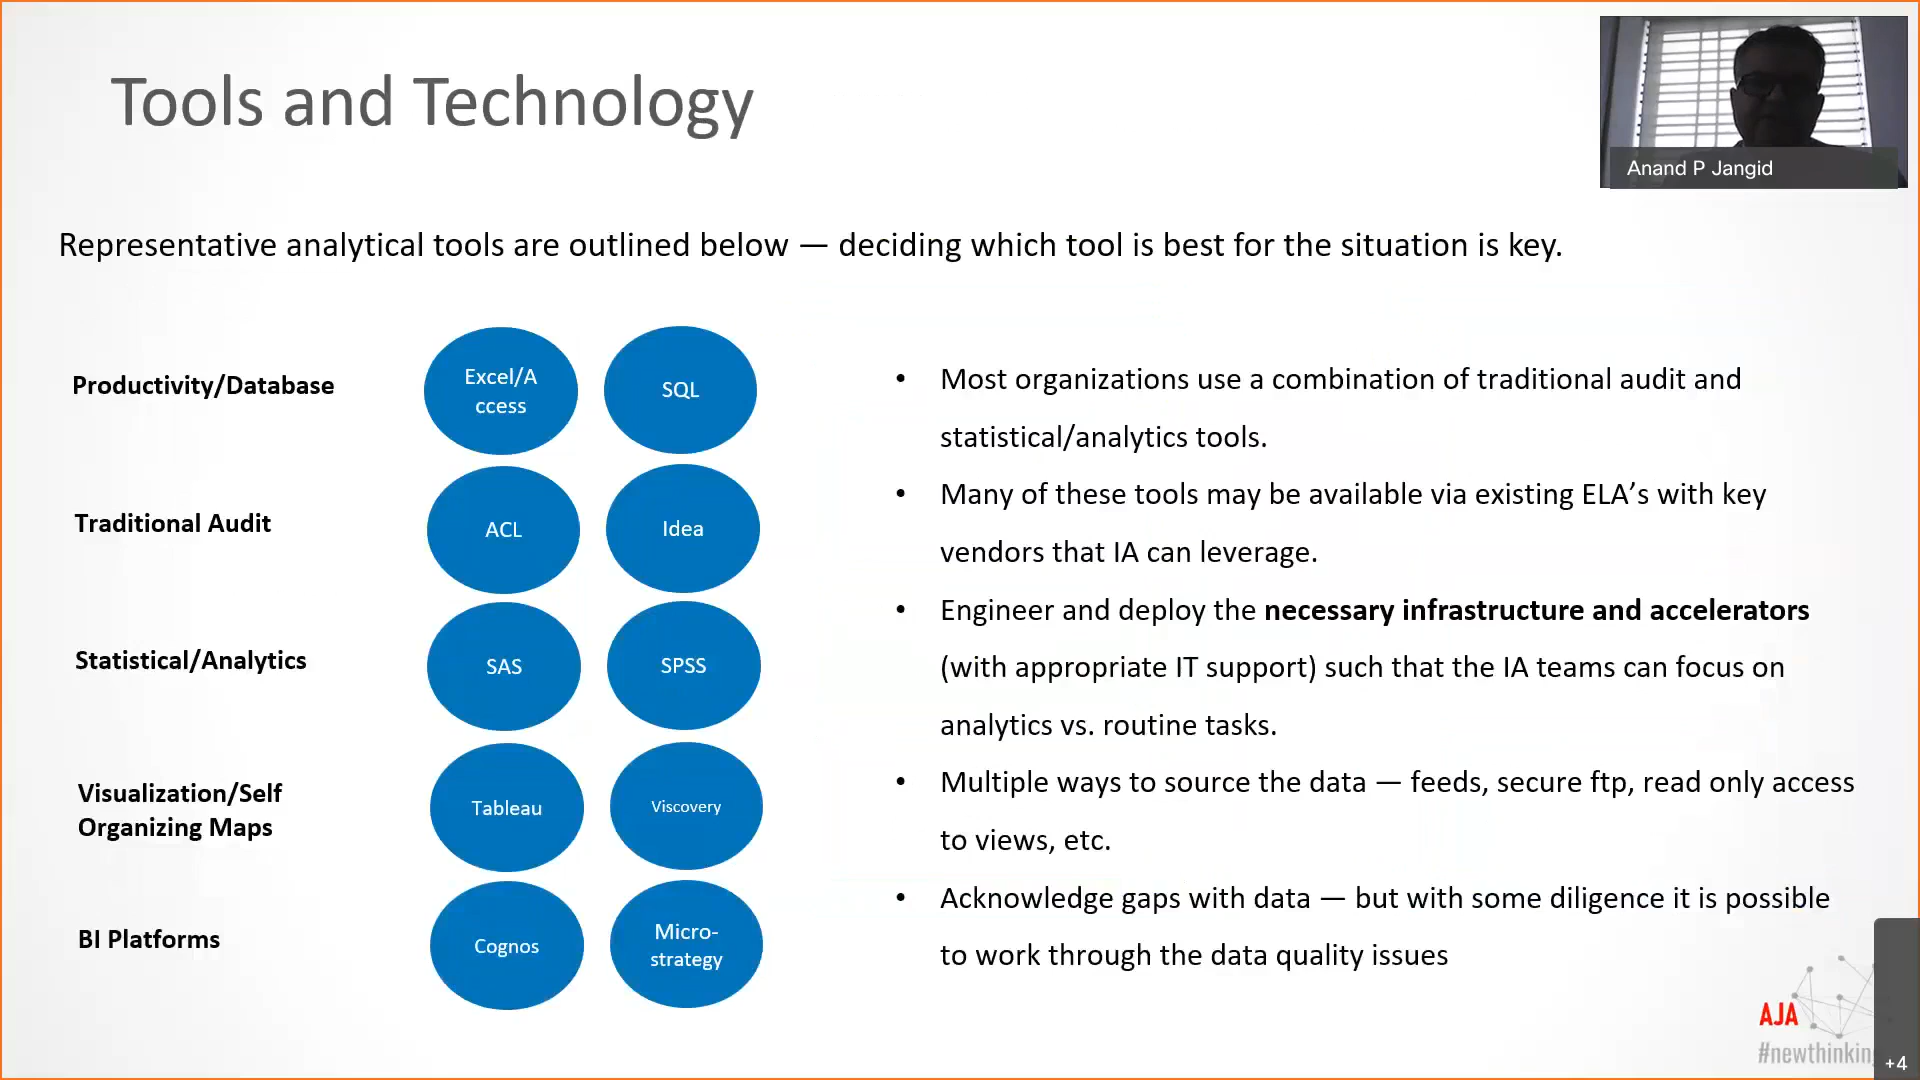 Tools and Technology
Anand P Jangid
Representative analytical tools are outlined below — deciding which tool is best for the situation is key.
Productivity/Database
Excel/A
ccess
SQL
Traditional Audit
ACL
Idea
Statistical/Analytics
SAS
SPSS
Visualization/Self
Organizing Maps
Tableau
Viscovery
BI Platforms
Cognos
Micro-
strategy
• Most organizations use a combination of traditional audit and
statistical/analytics tools.
• Many of these tools may be available via existing ELA’s with key
vendors that IA can leverage.
• Engineer and deploy the necessary infrastructure and accelerators
(with appropriate IT support) such that the IA teams can focus on
analytics vs. routine tasks.
• Multiple ways to source the data — feeds, secure ftp, read only access
to views, etc.
• Acknowledge gaps with data — but with some diligence it is possible
to work through the data quality issues
AJA
#newthinkin
+4